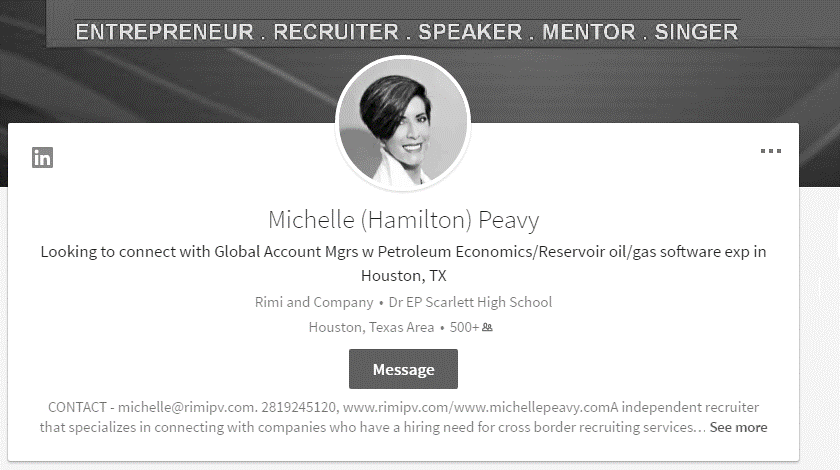 ENTREPRENEUR . RECRUITER . SPEAKER . MENTOR . SINGER
in
Michelle (Hamilton) Peavy
Looking to connect with Global Account Mgrs w Petroleum Economics/Reservoir oil/gas software exp in
Houston, TX
Rimi and Company • Dr EP Scarlett High School
Houston, Texas Area • 500+
Message
CONTACT - michelle@rimipv.com. 2819245120, www.rimipv.com/www.michellepeavy.comA independent recruiter
that specializes in connecting with companies who have a hiring need for cross border recruiting services… See more